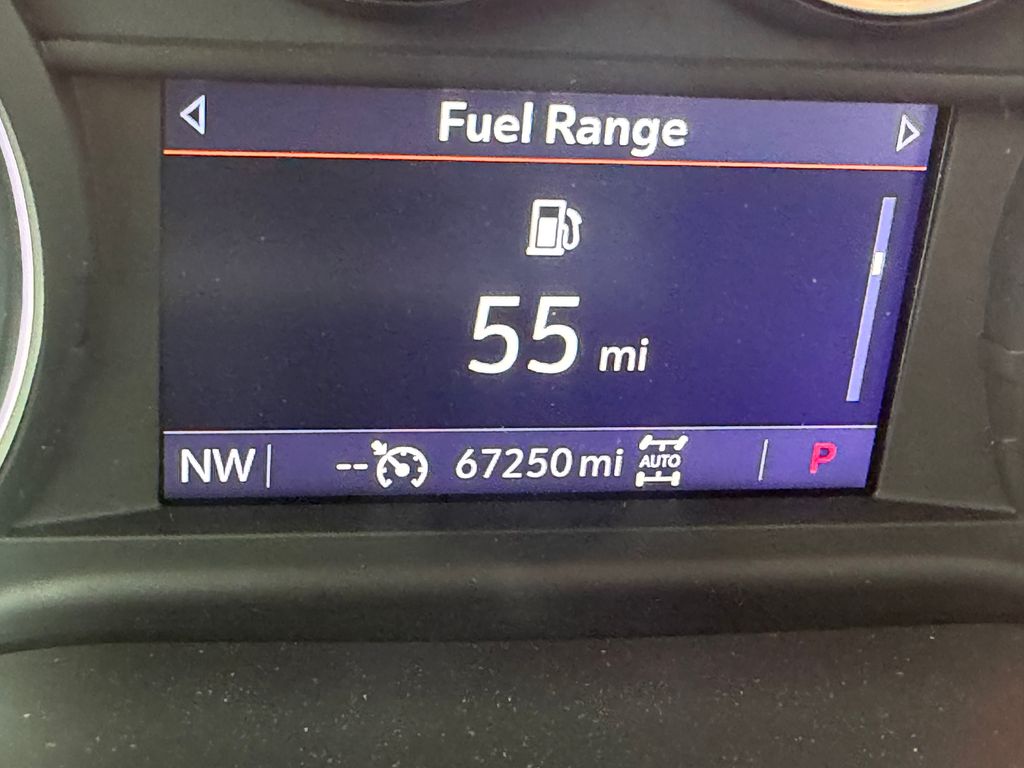 Fuel Range
55 mi
NW -- 67250 mi AUTO P